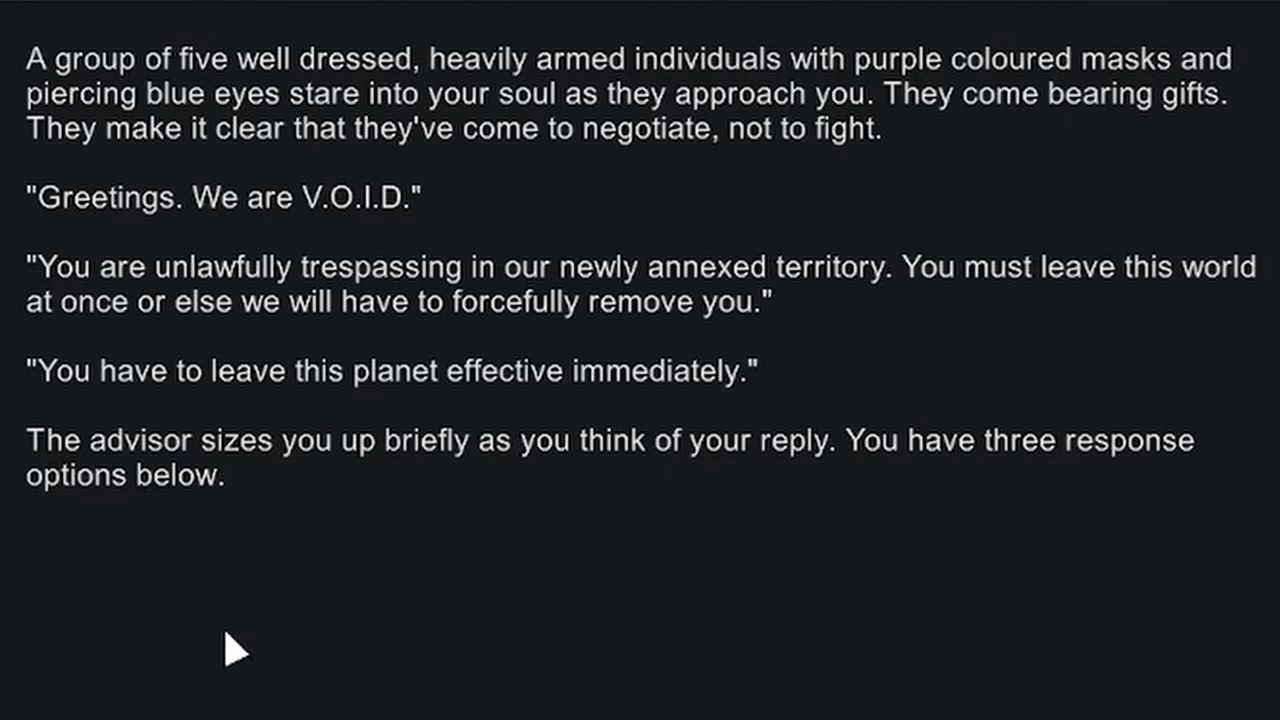 A group of five well dressed, heavily armed individuals with purple coloured masks and
piercing blue eyes stare into your soul as they approach you. They come bearing gifts.
They make it clear that they've come to negotiate, not to fight.
"Greetings. We are V.O.I.D."
"You are unlawfully trespassing in our newly annexed territory. You must leave this world
at once or else we will have to forcefully remove you."
"You have to leave this planet effective immediately."
The advisor sizes you up briefly as you think of your reply. You have three response
options below.